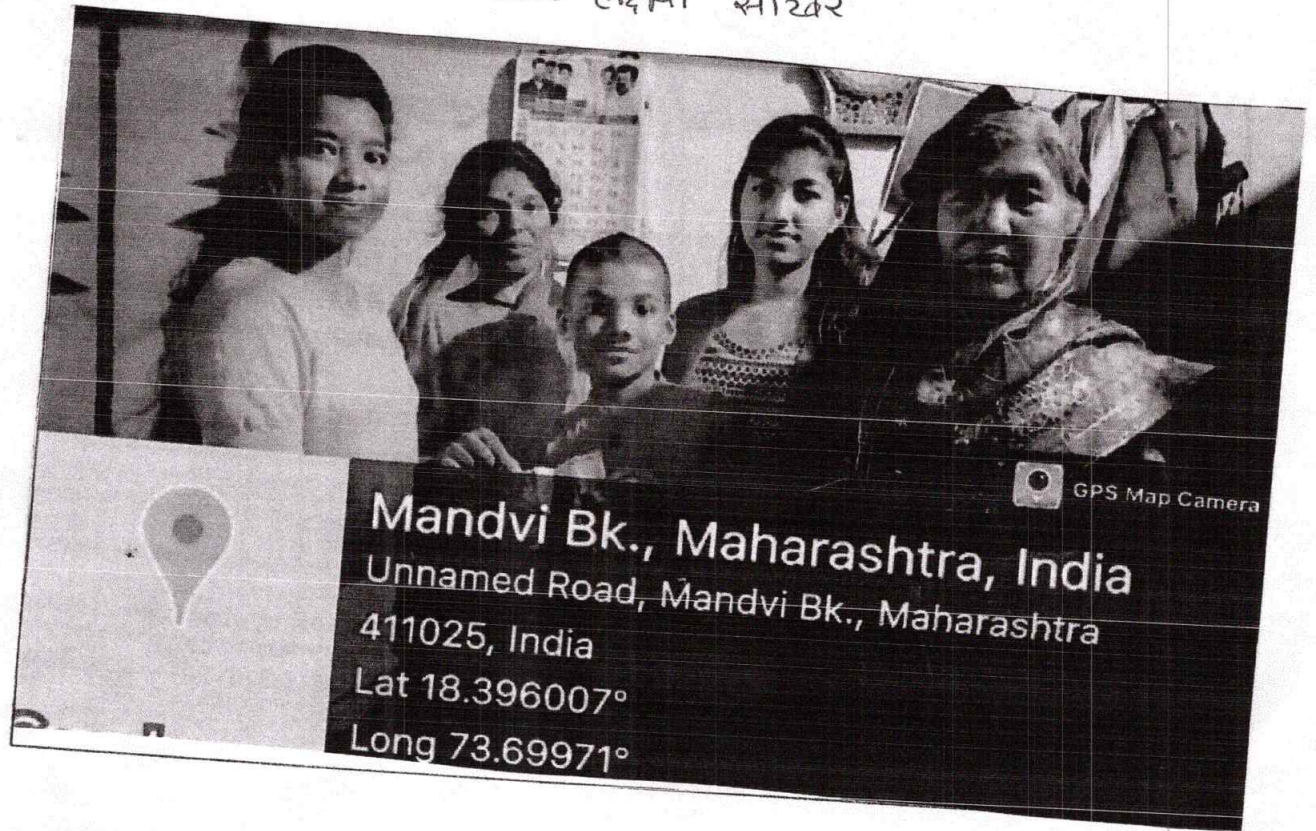 लक्ष्मी
GPS Map Camera
Mandvi Bk., Maharashtra, India
Unnamed Road, Mandvi Bk., Maharashtra
411025, India
Lat 18.396007°
Long 73.69971°